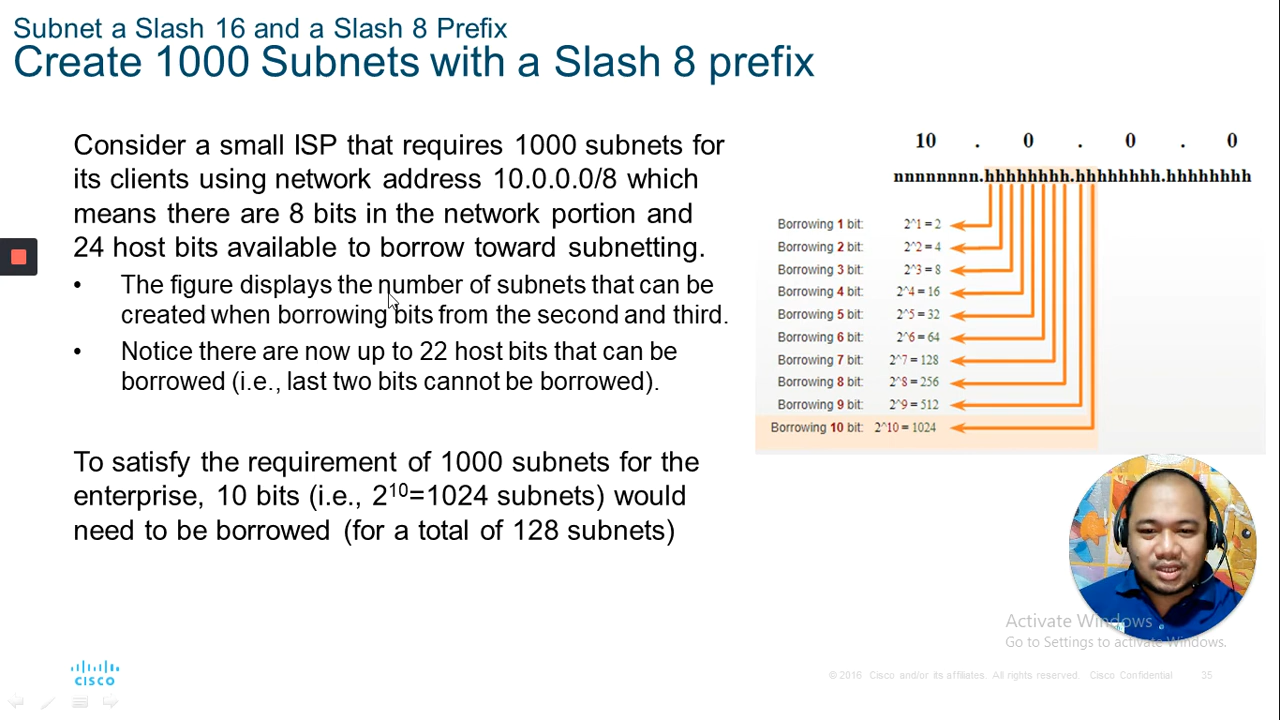 Subnet a Slash 16 and a Slash 8 Prefix
Create 1000 Subnets with a Slash 8 prefix
Consider a small ISP that requires 1000 subnets for
its clients using network address 10.0.0.0/8 which
means there are 8 bits in the network portion and
24 host bits available to borrow toward subnetting.
• The figure displays the number of subnets that can be
created when borrowing bits from the second and third.
• Notice there are now up to 22 host bits that can be
borrowed (i.e., last two bits cannot be borrowed).
To satisfy the requirement of 1000 subnets for the
enterprise, 10 bits (i.e., 2¹⁰=1024 subnets) would
need to be borrowed (for a total of 128 subnets)
10 . 0 . 0 . 0
nnnnnnnn.hhhhhhhh.hhhhhhhh.hhhhhhhh
Borrowing 1 bit: 2^1 = 2
Borrowing 2 bit: 2^2 = 4
Borrowing 3 bit: 2^3 = 8
Borrowing 4 bit: 2^4 = 16
Borrowing 5 bit: 2^5 = 32
Borrowing 6 bit: 2^6 = 64
Borrowing 7 bit: 2^7 = 128
Borrowing 8 bit: 2^8 = 256
Borrowing 9 bit: 2^9 = 512
Borrowing 10 bit: 2^10 = 1024
Activate Windows
Go to Settings to activate Windows.
CISCO
© 2016 Cisco and/or its affiliates. All rights reserved. Cisco Confidential 35